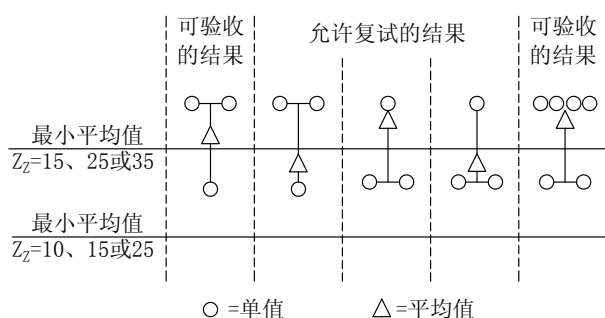 可验收
的结果
允许复试的结果
可验收
的结果
最小平均值
Z_Z=15、25或35
最小平均值
Z_Z=10、15或25
○ =单值
△ =平均值